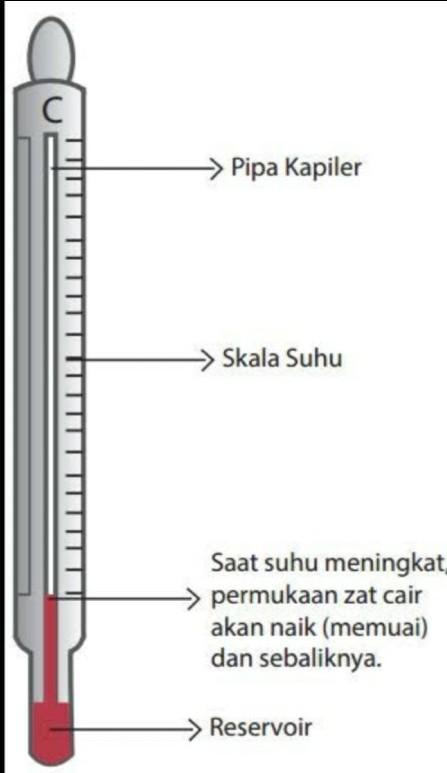 C
Pipa Kapiler
Skala Suhu
Saat suhu meningkat,
permukaan zat cair
akan naik (memuai)
dan sebaliknya.
Reservoir